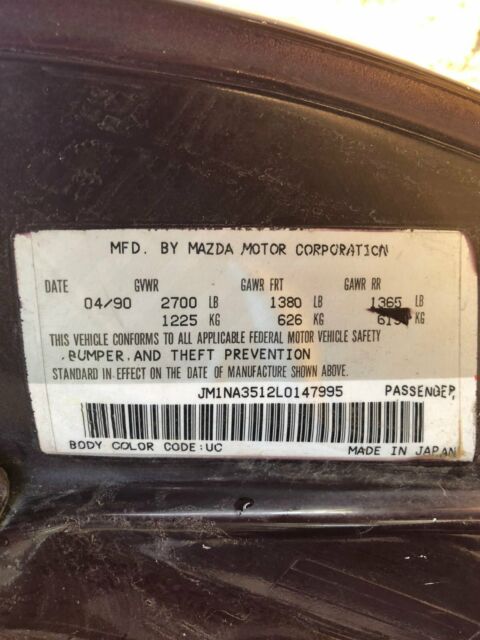 MFD. BY MAZDA MOTOR CORPORATION
DATE GVWR GAWR FRT GAWR RR
04/90 2700 LB 1380 LB 1365 LB
1225 KG 626 KG KG
THIS VEHICLE CONFORMS TO ALL APPLICABLE FEDERAL MOTOR VEHICLE SAFETY
,BUMPER, AND THEFT PREVENTION
STANDARD IN EFFECT ON THE DATE OF MANUFACTURE SHOWN ABOVE.
JM1NA3512L0147995 PASSENGER
BODY COLOR CODE:UC MADE IN JAPAN